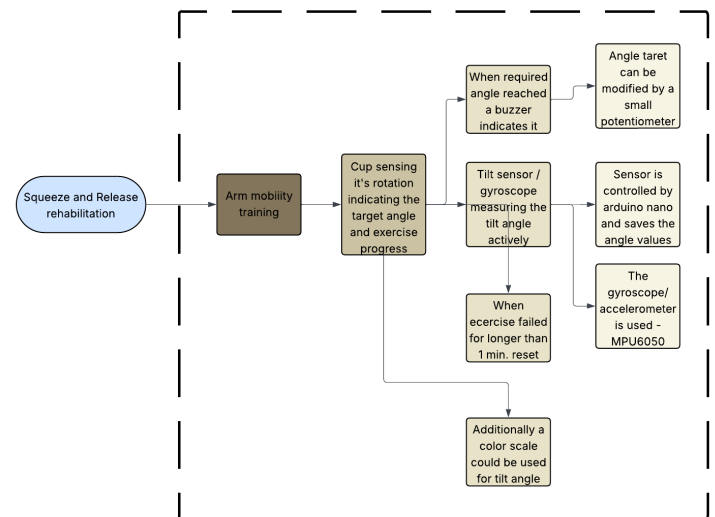 Squeeze and Release
rehabilitation
Arm mobility
training
Cup sensing
it's rotation
indicating the
target angle
and exercise
progress
When required
angle reached
a buzzer
indicates it
Angle taret
can be
modified by a
small
potentiometer
Tilt sensor /
gyroscope
measuring the
tilt angle
actively
Sensor is
controlled by
arduino nano
and saves the
angle values
The
gyroscope/
accelerometer
is used -
MPU6050
When
ecercise failed
for longer than
1 min. reset
Additionally a
color scale
could be used
for tilt angle